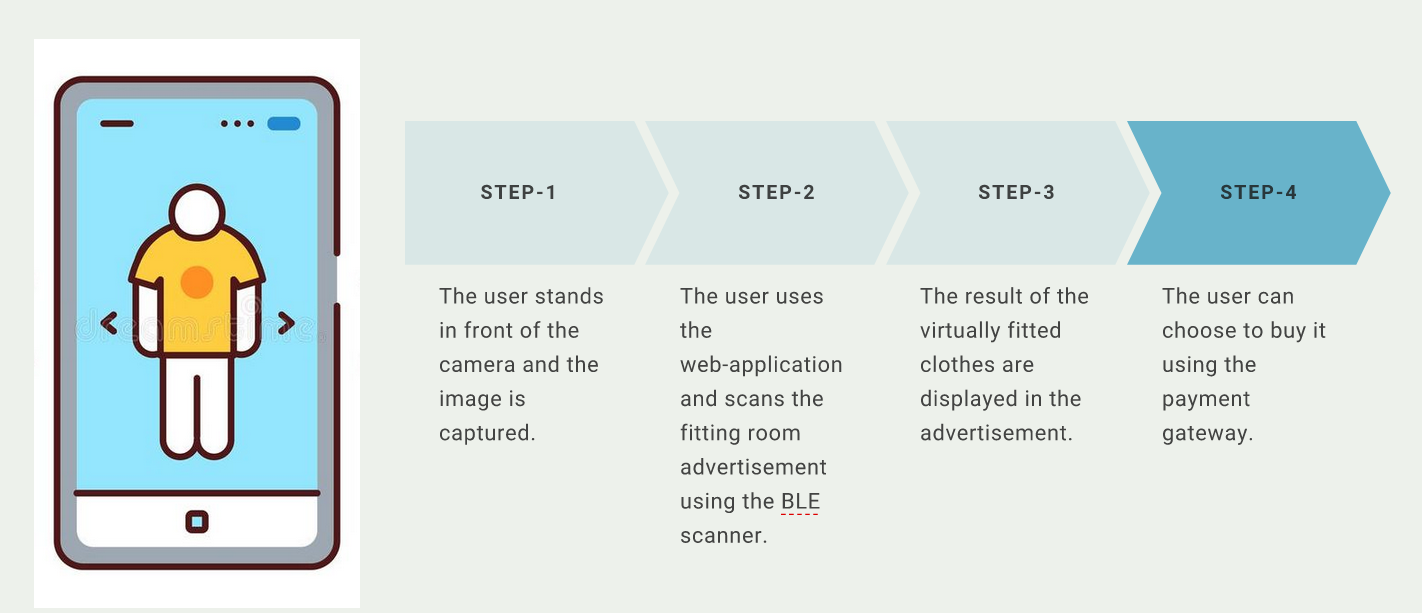 dreamstime.
STEP-1
STEP-2
STEP-3
STEP-4
The user stands
in front of the
camera and the
image is
captured.
The user uses
the
web-application
and scans the
fitting room
advertisement
using the BLE
scanner.
The result of the
virtually fitted
clothes are
displayed in the
advertisement.
The user can
choose to buy it
using the
payment
gateway.